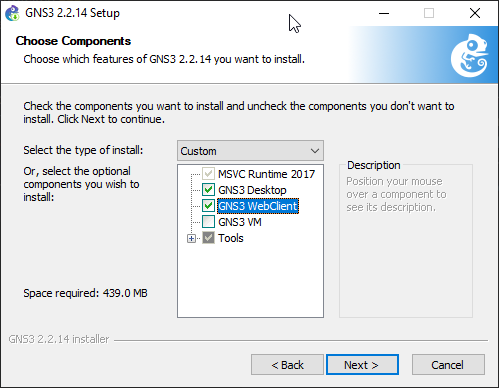 GNS3 2.2.14 Setup
Choose Components
Choose which features of GNS3 2.2.14 you want to install.
Check the components you want to install and uncheck the components you don't want to
install. Click Next to continue.
Select the type of install:
Custom
Or, select the optional
components you wish to
install:
MSVC Runtime 2017
GNS3 Desktop
GNS3 WebClient
GNS3 VM
Tools
Description
Position your mouse
over a component to
see its description.
Space required: 439.0 MB
GNS3 2.2.14 installer
< Back
Next >
Cancel